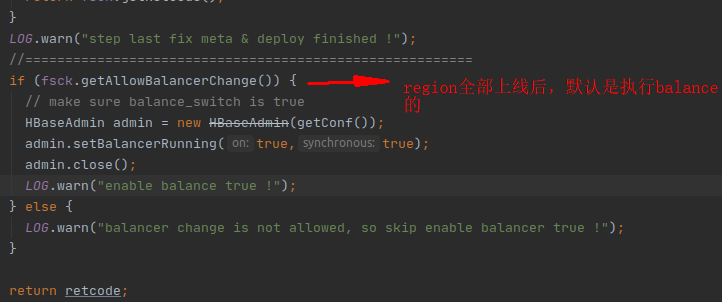 }
LOG.warn("step last fix meta & deploy finished !");
//====================================================
if (fsck.getAllowBalancerChange()) {
region全部上线后，默认是执行balance
的
// make sure balance_switch is true
HBaseAdmin admin = new HBaseAdmin(getConf());
admin.setBalancerRunning( on: true, synchronous: true);
admin.close();
LOG.warn("enable balance true !");
} else {
LOG.warn("balancer change is not allowed, so skip enable balancer true !");
}
return retcode;